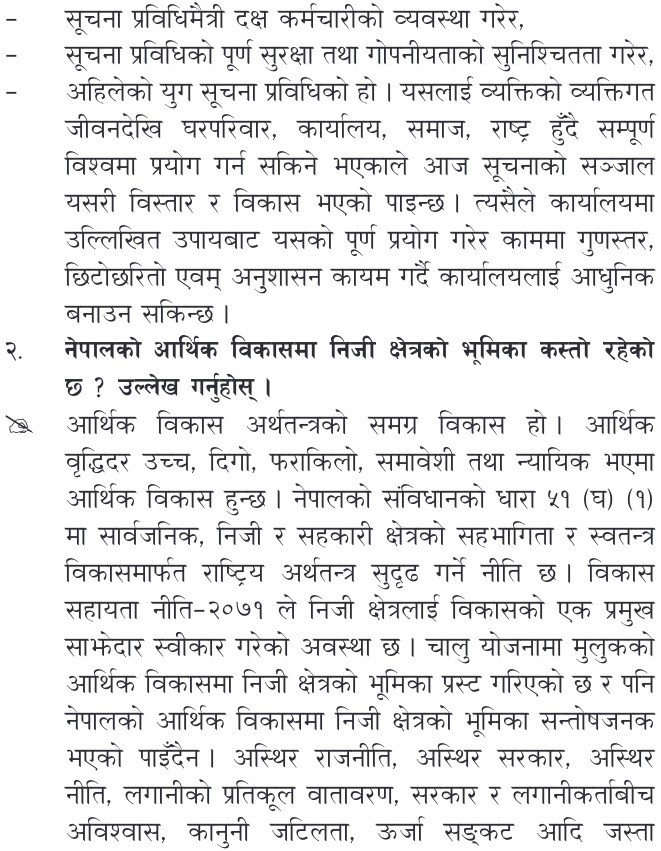 – सूचना प्रविधिमैत्री दक्ष कर्मचारीको व्यवस्था गरेर,
– सूचना प्रविधिको पूर्ण सुरक्षा तथा गोपनीयताको सुनिश्चितता गरेर,
– अहिलेको युग सूचना प्रविधिको हो । यसलाई व्यक्तिको व्यक्तिगत
जीवनदेखि घरपरिवार, कार्यालय, समाज, राष्ट्र हुँदै सम्पूर्ण
विश्वमा प्रयोग गर्न सकिने भएकाले आज सूचनाको सञ्जाल
यसरी विस्तार र विकास भएको पाइन्छ । त्यसैले कार्यालयमा
उल्लिखित उपायबाट यसको पूर्ण प्रयोग गरेर काममा गुणस्तर,
छिटोछरितो एवम् अनुशासन कायम गर्दै कार्यालयलाई आधुनिक
बनाउन सकिन्छ ।
२. नेपालको आर्थिक विकासमा निजी क्षेत्रको भूमिका कस्तो रहेको
छ ? उल्लेख गर्नुहोस् ।
आर्थिक विकास अर्थतन्त्रको समग्र विकास हो । आर्थिक
वृद्धिदर उच्च, दिगो, फराकिलो, समावेशी तथा न्यायिक भएमा
आर्थिक विकास हुन्छ । नेपालको संविधानको धारा ५१ (घ) (१)
मा सार्वजनिक, निजी र सहकारी क्षेत्रको सहभागिता र स्वतन्त्र
विकासमार्फत राष्ट्रिय अर्थतन्त्र सुदृढ गर्ने नीति छ । विकास
सहायता नीति–२०७१ ले निजी क्षेत्रलाई विकासको एक प्रमुख
साझेदार स्वीकार गरेको अवस्था छ । चालु योजनामा मुलुकको
आर्थिक विकासमा निजी क्षेत्रको भूमिका प्रस्ट गरिएको छ र पनि
नेपालको आर्थिक विकासमा निजी क्षेत्रको भूमिका सन्तोषजनक
भएको पाइँदैन । अस्थिर राजनीति, अस्थिर सरकार, अस्थिर
नीति, लगानीको प्रतिकूल वातावरण, सरकार र लगानीकर्ताबीच
अविश्वास, कानुनी जटिलता, ऊर्जा सङ्कट आदि जस्ता